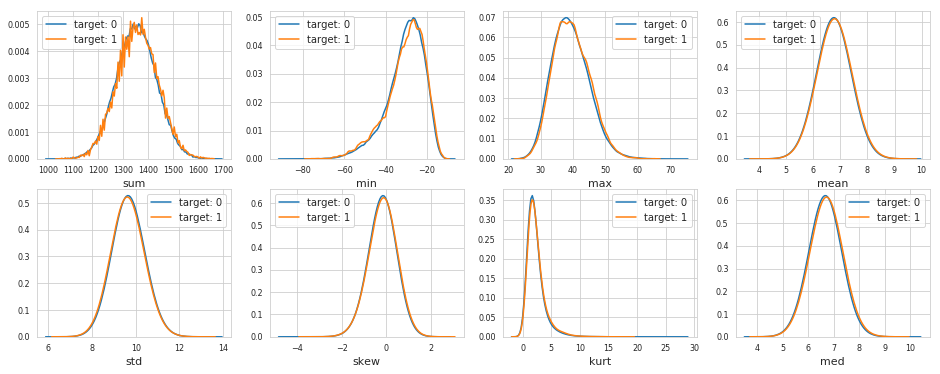 0.005
0.004
0.003
0.002
0.001
0.000
1000 1100 1200 1300 1400 1500 1600 1700
sum
target: 0
target: 1
0.05
0.04
0.03
0.02
0.01
0.00
−80 −60 −40 −20
min
target: 0
target: 1
0.07
0.06
0.05
0.04
0.03
0.02
0.01
0.00
20 30 40 50 60 70
max
target: 0
target: 1
0.6
0.5
0.4
0.3
0.2
0.1
0.0
4 5 6 7 8 9 10
mean
target: 0
target: 1
0.5
0.4
0.3
0.2
0.1
0.0
6 8 10 12 14
std
target: 0
target: 1
0.6
0.5
0.4
0.3
0.2
0.1
0.0
−4 −2 0 2
skew
target: 0
target: 1
0.35
0.30
0.25
0.20
0.15
0.10
0.05
0.00
0 5 10 15 20 25 30
kurt
target: 0
target: 1
0.6
0.5
0.4
0.3
0.2
0.1
0.0
4 5 6 7 8 9 10
med
target: 0
target: 1